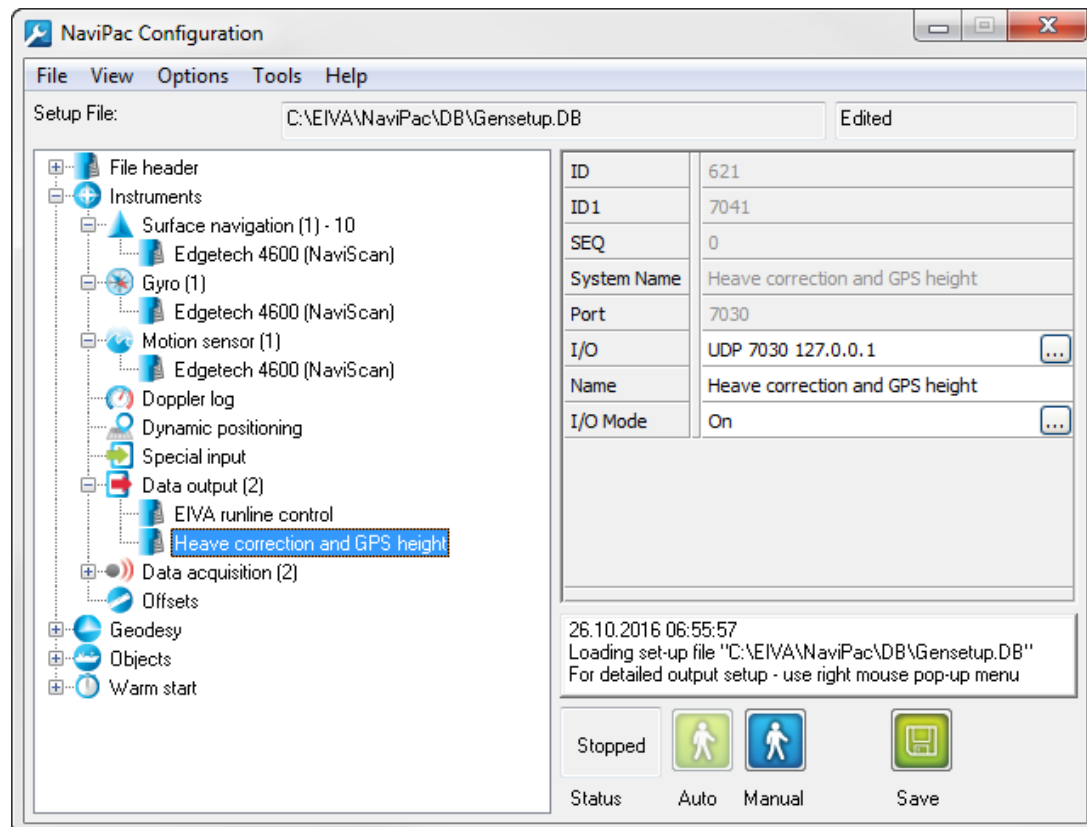 NaviPac Configuration
File View Options Tools Help
Setup File: C:\EIVA\NaviPac\DB\Gensetup.DB Edited
File header
Instruments
Surface navigation (1) - 10
Edgetech 4600 (NaviScan)
Gyro (1)
Edgetech 4600 (NaviScan)
Motion sensor (1)
Edgetech 4600 (NaviScan)
Doppler log
Dynamic positioning
Special input
Data output (2)
EIVA runline control
Heave correction and GPS height
Data acquisition (2)
Offsets
Geodesy
Objects
Warm start
ID 621
ID1 7041
SEQ 0
System Name Heave correction and GPS height
Port 7030
I/O UDP 7030 127.0.0.1 ...
Name Heave correction and GPS height
I/O Mode On ...
26.10.2016 06:55:57
Loading set-up file "C:\EIVA\NaviPac\DB\Gensetup.DB"
For detailed output setup - use right mouse pop-up menu
Stopped
Status Auto Manual Save